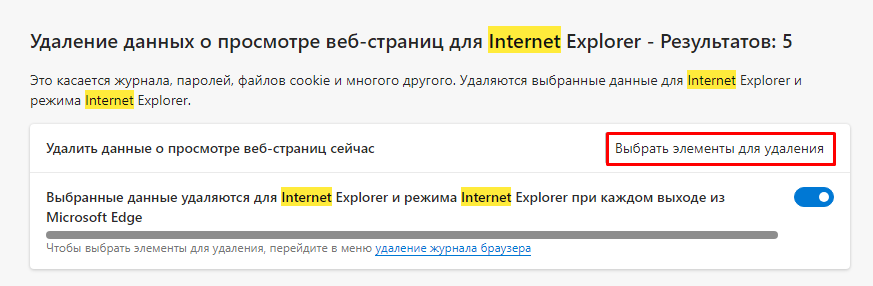 Удаление данных о просмотре веб-страниц для Internet Explorer - Результатов: 5
Это касается журнала, паролей, файлов cookie и многого другого. Удаляются выбранные данные для Internet Explorer и
режима Internet Explorer.
Удалить данные о просмотре веб-страниц сейчас
Выбрать элементы для удаления
Выбранные данные удаляются для Internet Explorer и режима Internet Explorer при каждом выходе из
Microsoft Edge
Чтобы выбрать элементы для удаления, перейдите в меню удаление журнала браузера